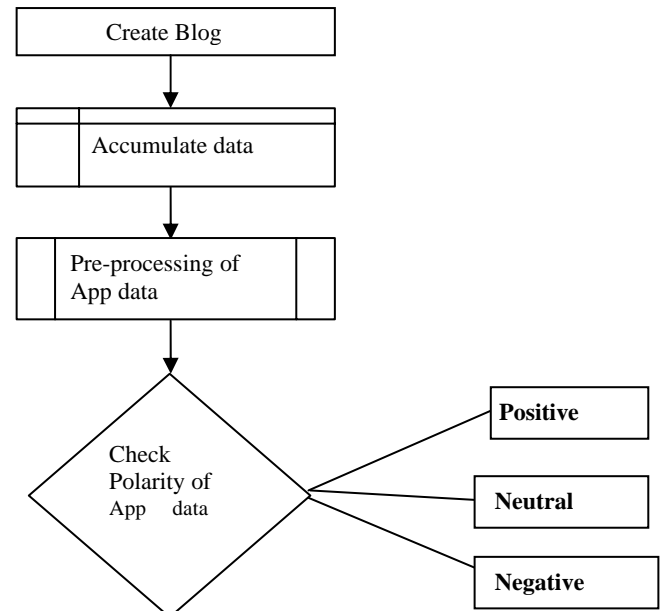 Create Blog
Accumulate data
Pre-processing of
App data
Check
Polarity of
App data
Positive
Neutral
Negative